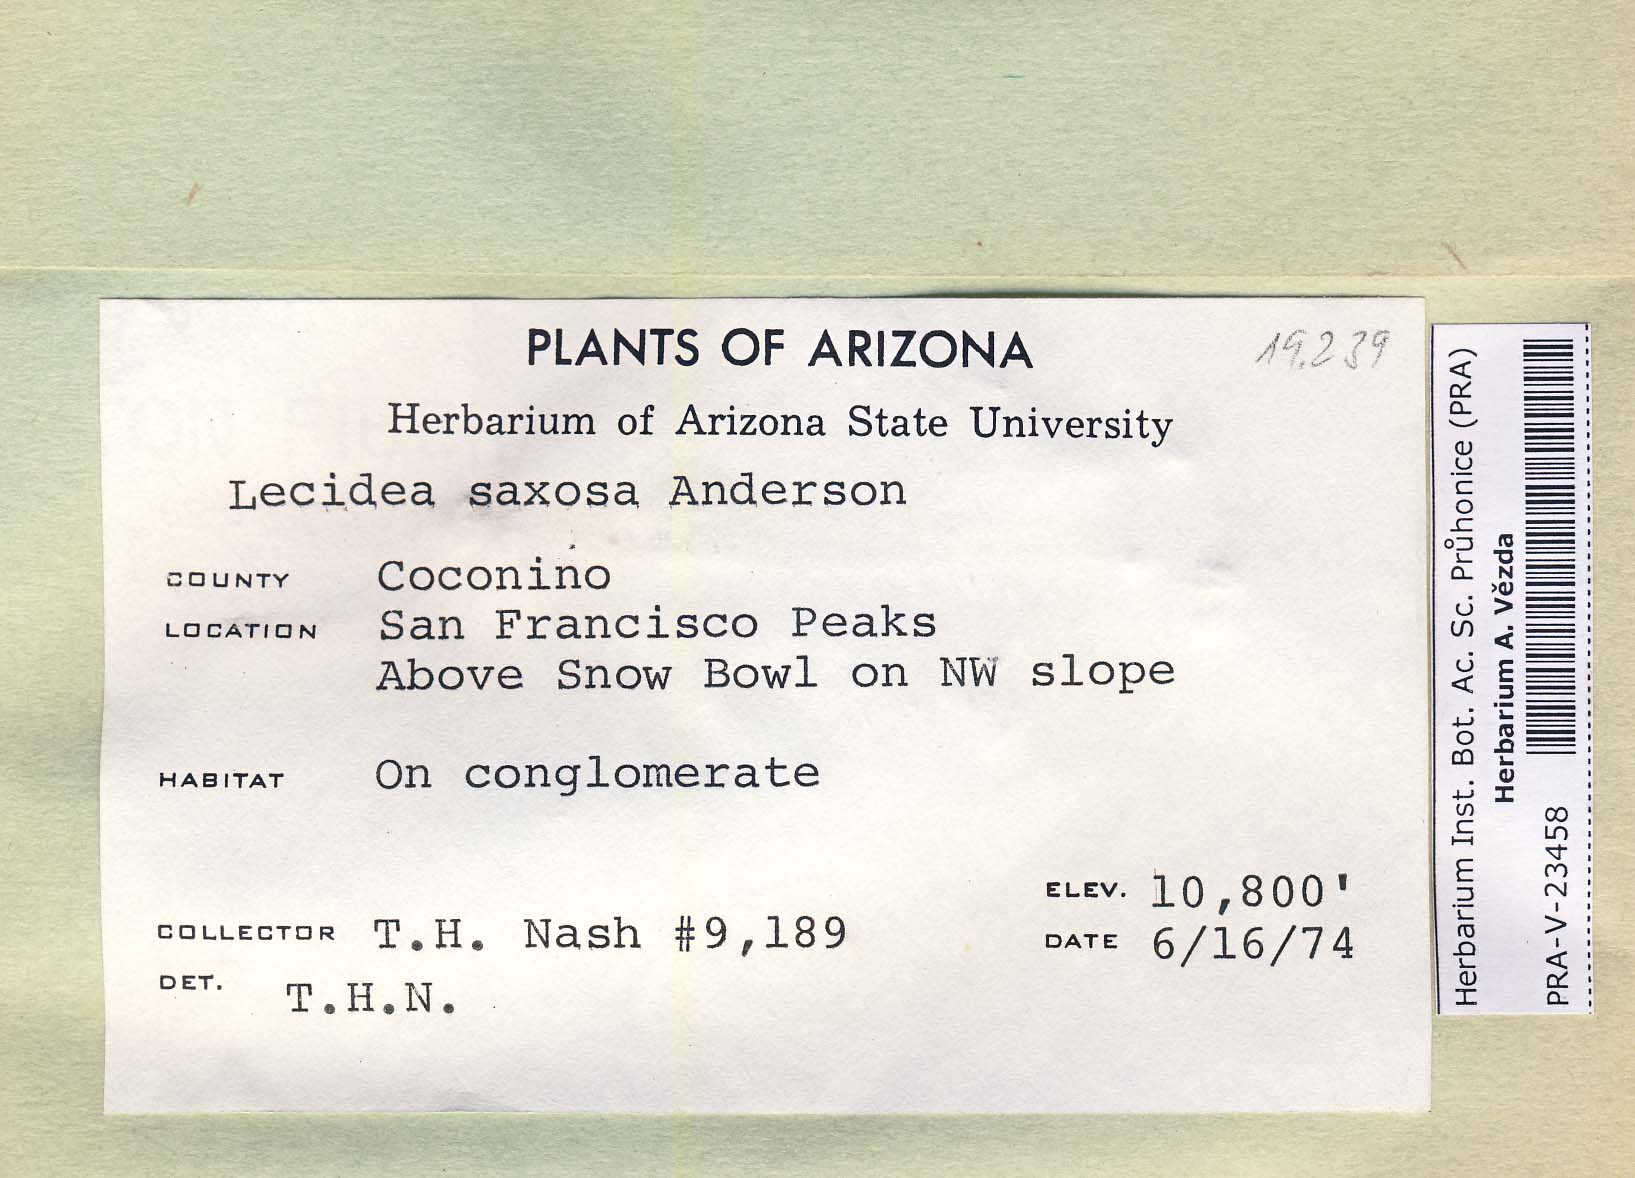 PLANTS OF ARIZONA
19.239
Herbarium of Arizona State University
Lecidea saxosa Anderson
COUNTY Coconino
LOCATION San Francisco Peaks
Above Snow Bowl on NW slope
HABITAT On conglomerate
ELEV. 10,800'
COLLECTOR T.H. Nash #9,189
DATE 6/16/74
DET. T.H.N.
Herbarium Inst. Bot. Ac. Sc. Průhonice (PRA)
Herbarium A. Vězda
PRA-V-23458